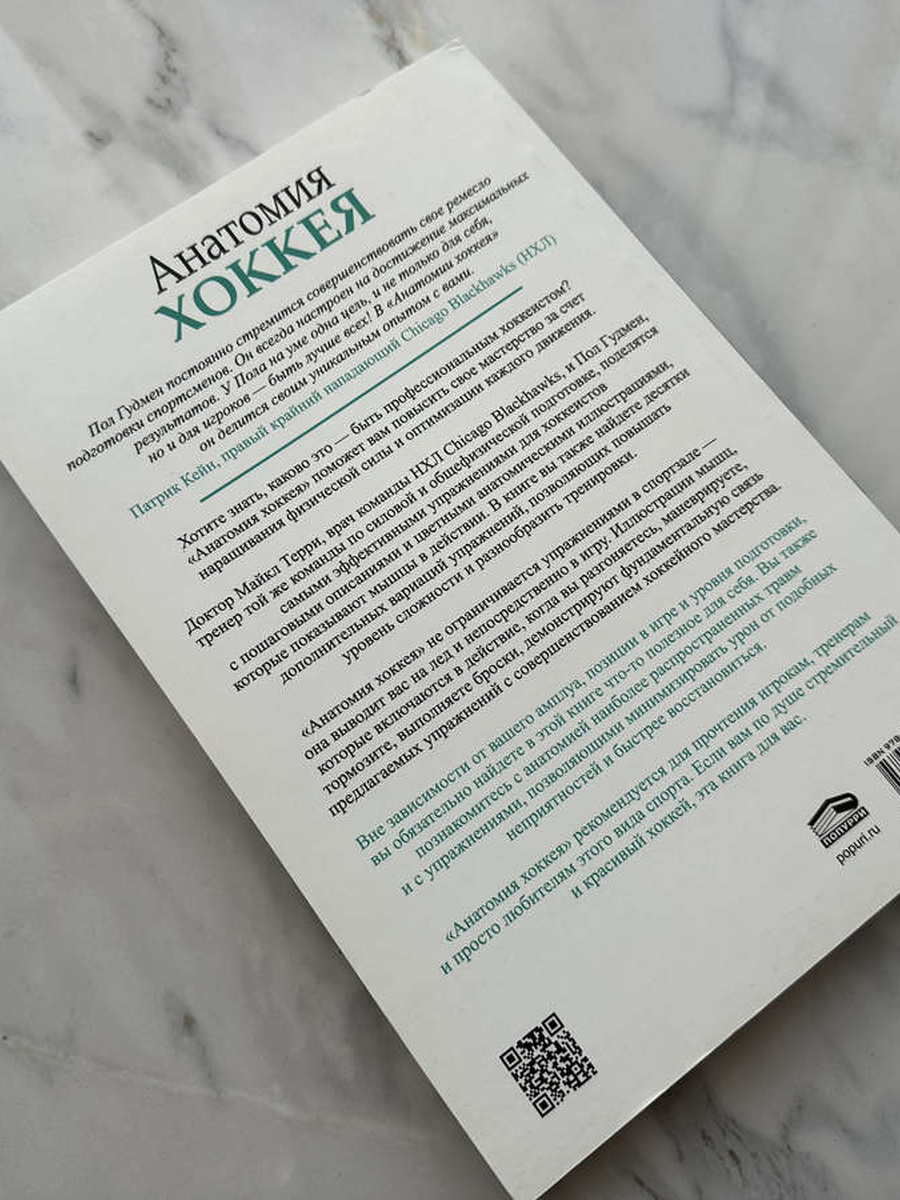 Анатомия
ХОККЕЯ
Пол Гудмен постоянно стремится совершенствовать свое ремесло
подготовки спортсменов. Он всегда настроен на достижение максимальных
результатов. У Пола на уме одна цель, и не только для себя,
но и для игроков — быть лучше всех! В «Анатомии хоккея»
он делится своим уникальным опытом с вами.
Патрик Кейн, правый крайний нападающий Chicago Blackhawks (НХЛ)
Хотите знать, каково это — быть профессиональным хоккеистом?
«Анатомия хоккея» поможет вам повысить свое мастерство за счет
наращивания физической силы и оптимизации каждого движения.
Доктор Майкл Терри, врач команды НХЛ Chicago Blackhawks, и Пол Гудмен,
тренер той же команды по силовой и общефизической подготовке, поделятся
самыми эффективными упражнениями для хоккеистов
с пошаговыми описаниями и цветными анатомическими иллюстрациями,
которые показывают мышцы в действии. В книге вы также найдете десятки
дополнительных вариаций упражнений, позволяющих повышать
уровень сложности и разнообразить тренировки.
«Анатомия хоккея» не ограничивается упражнениями в спортзале —
она выводит вас на лед и непосредственно в игру. Иллюстрации мышц,
которые включаются в действие, когда вы разгоняетесь, маневрируете,
тормозите, выполняете броски, демонстрируют фундаментальную связь
предлагаемых упражнений с совершенствованием хоккейного мастерства.
Вне зависимости от вашего амплуа, позиции в игре и уровня подготовки,
вы обязательно найдете в этой книге что-то полезное для себя. Вы также
познакомитесь с анатомией наиболее распространенных травм
и с упражнениями, позволяющими минимизировать урон от подобных
неприятностей и быстрее восстановиться.
«Анатомия хоккея» рекомендуется для прочтения игрокам, тренерам
и просто любителям этого вида спорта. Если вам по душе стремительный
и красивый хоккей, эта книга для вас.
ISBN 978
ПОПУРРИ
popuri.ru